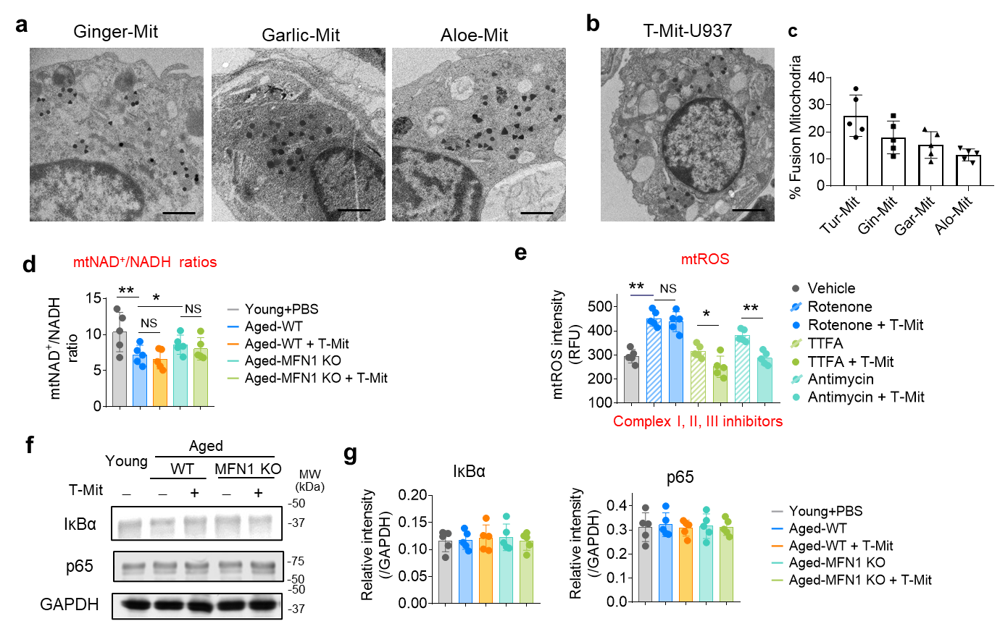 a
Ginger-Mit
Garlic-Mit
Aloe-Mit
b
T-Mit-U937
c
% Fusion Mitochodria
40
30
20
10
0
Tur-Mit
Gin-Mit
Gar-Mit
Alo-Mit
d
mtNAD+/NADH ratios
mtNAD+/NADH
ratio
15
10
5
0
**
*
NS
NS
Young+PBS
Aged-WT
Aged-WT + T-Mit
Aged-MFN1 KO
Aged-MFN1 KO + T-Mit
e
mtROS
mtROS intensity
(RFU)
500
400
300
200
100
**
NS
*
**
Complex I, II, III inhibitors
Vehicle
Rotenone
Rotenone + T-Mit
TTFA
TTFA + T-Mit
Antimycin
Antimycin + T-Mit
f
Aged
Young
WT
MFN1 KO
MW
(kDa)
T-Mit
– – + – +
IκBα
-50
-37
p65
-75
-50
GAPDH
-50
-37
g
IκBα
Relative intensity
(/GAPDH)
0.20
0.15
0.10
0.05
0.00
p65
Relative intensity
(/GAPDH)
0.4
0.3
0.2
0.1
0.0
Young+PBS
Aged-WT
Aged-WT + T-Mit
Aged-MFN1 KO
Aged-MFN1 KO + T-Mit